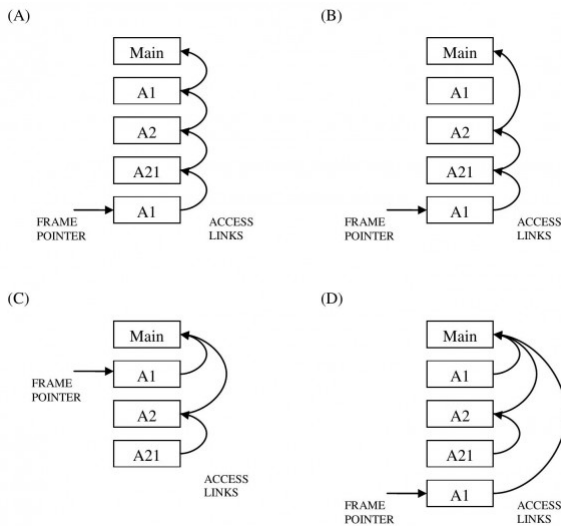 (A)
Main
A1
A2
A21
A1
FRAME
POINTER
ACCESS
LINKS
(B)
Main
A1
A2
A21
A1
FRAME
POINTER
ACCESS
LINKS
(C)
Main
A1
FRAME
POINTER
A2
A21
ACCESS
LINKS
(D)
Main
A1
A2
A21
A1
FRAME
POINTER
ACCESS
LINKS